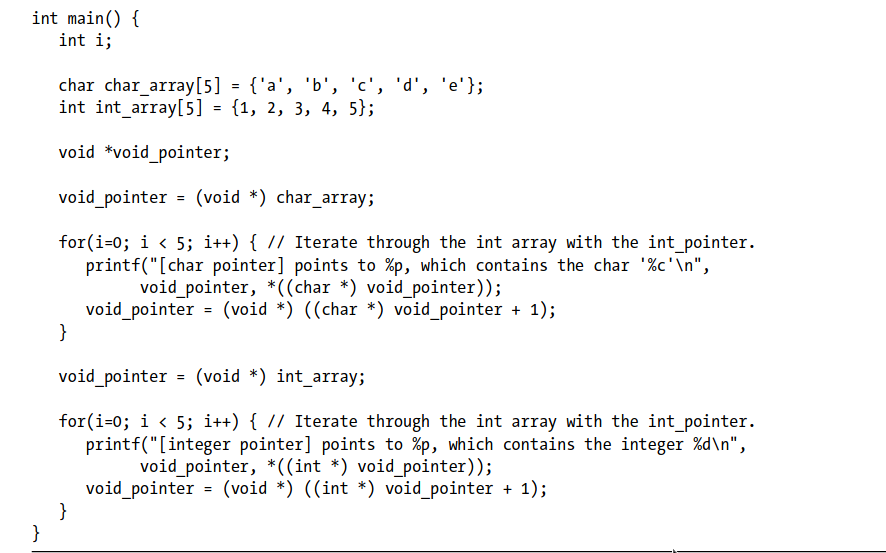 int main() {
int i;
char char_array[5] = {'a', 'b', 'c', 'd', 'e'};
int int_array[5] = {1, 2, 3, 4, 5};
void *void_pointer;
void_pointer = (void *) char_array;
for(i=0; i < 5; i++) { // Iterate through the int array with the int_pointer.
printf("[char pointer] points to %p, which contains the char '%c'\n",
void_pointer, *((char *) void_pointer));
void_pointer = (void *) ((char *) void_pointer + 1);
}
void_pointer = (void *) int_array;
for(i=0; i < 5; i++) { // Iterate through the int array with the int_pointer.
printf("[integer pointer] points to %p, which contains the integer %d\n",
void_pointer, *((int *) void_pointer));
void_pointer = (void *) ((int *) void_pointer + 1);
}
}